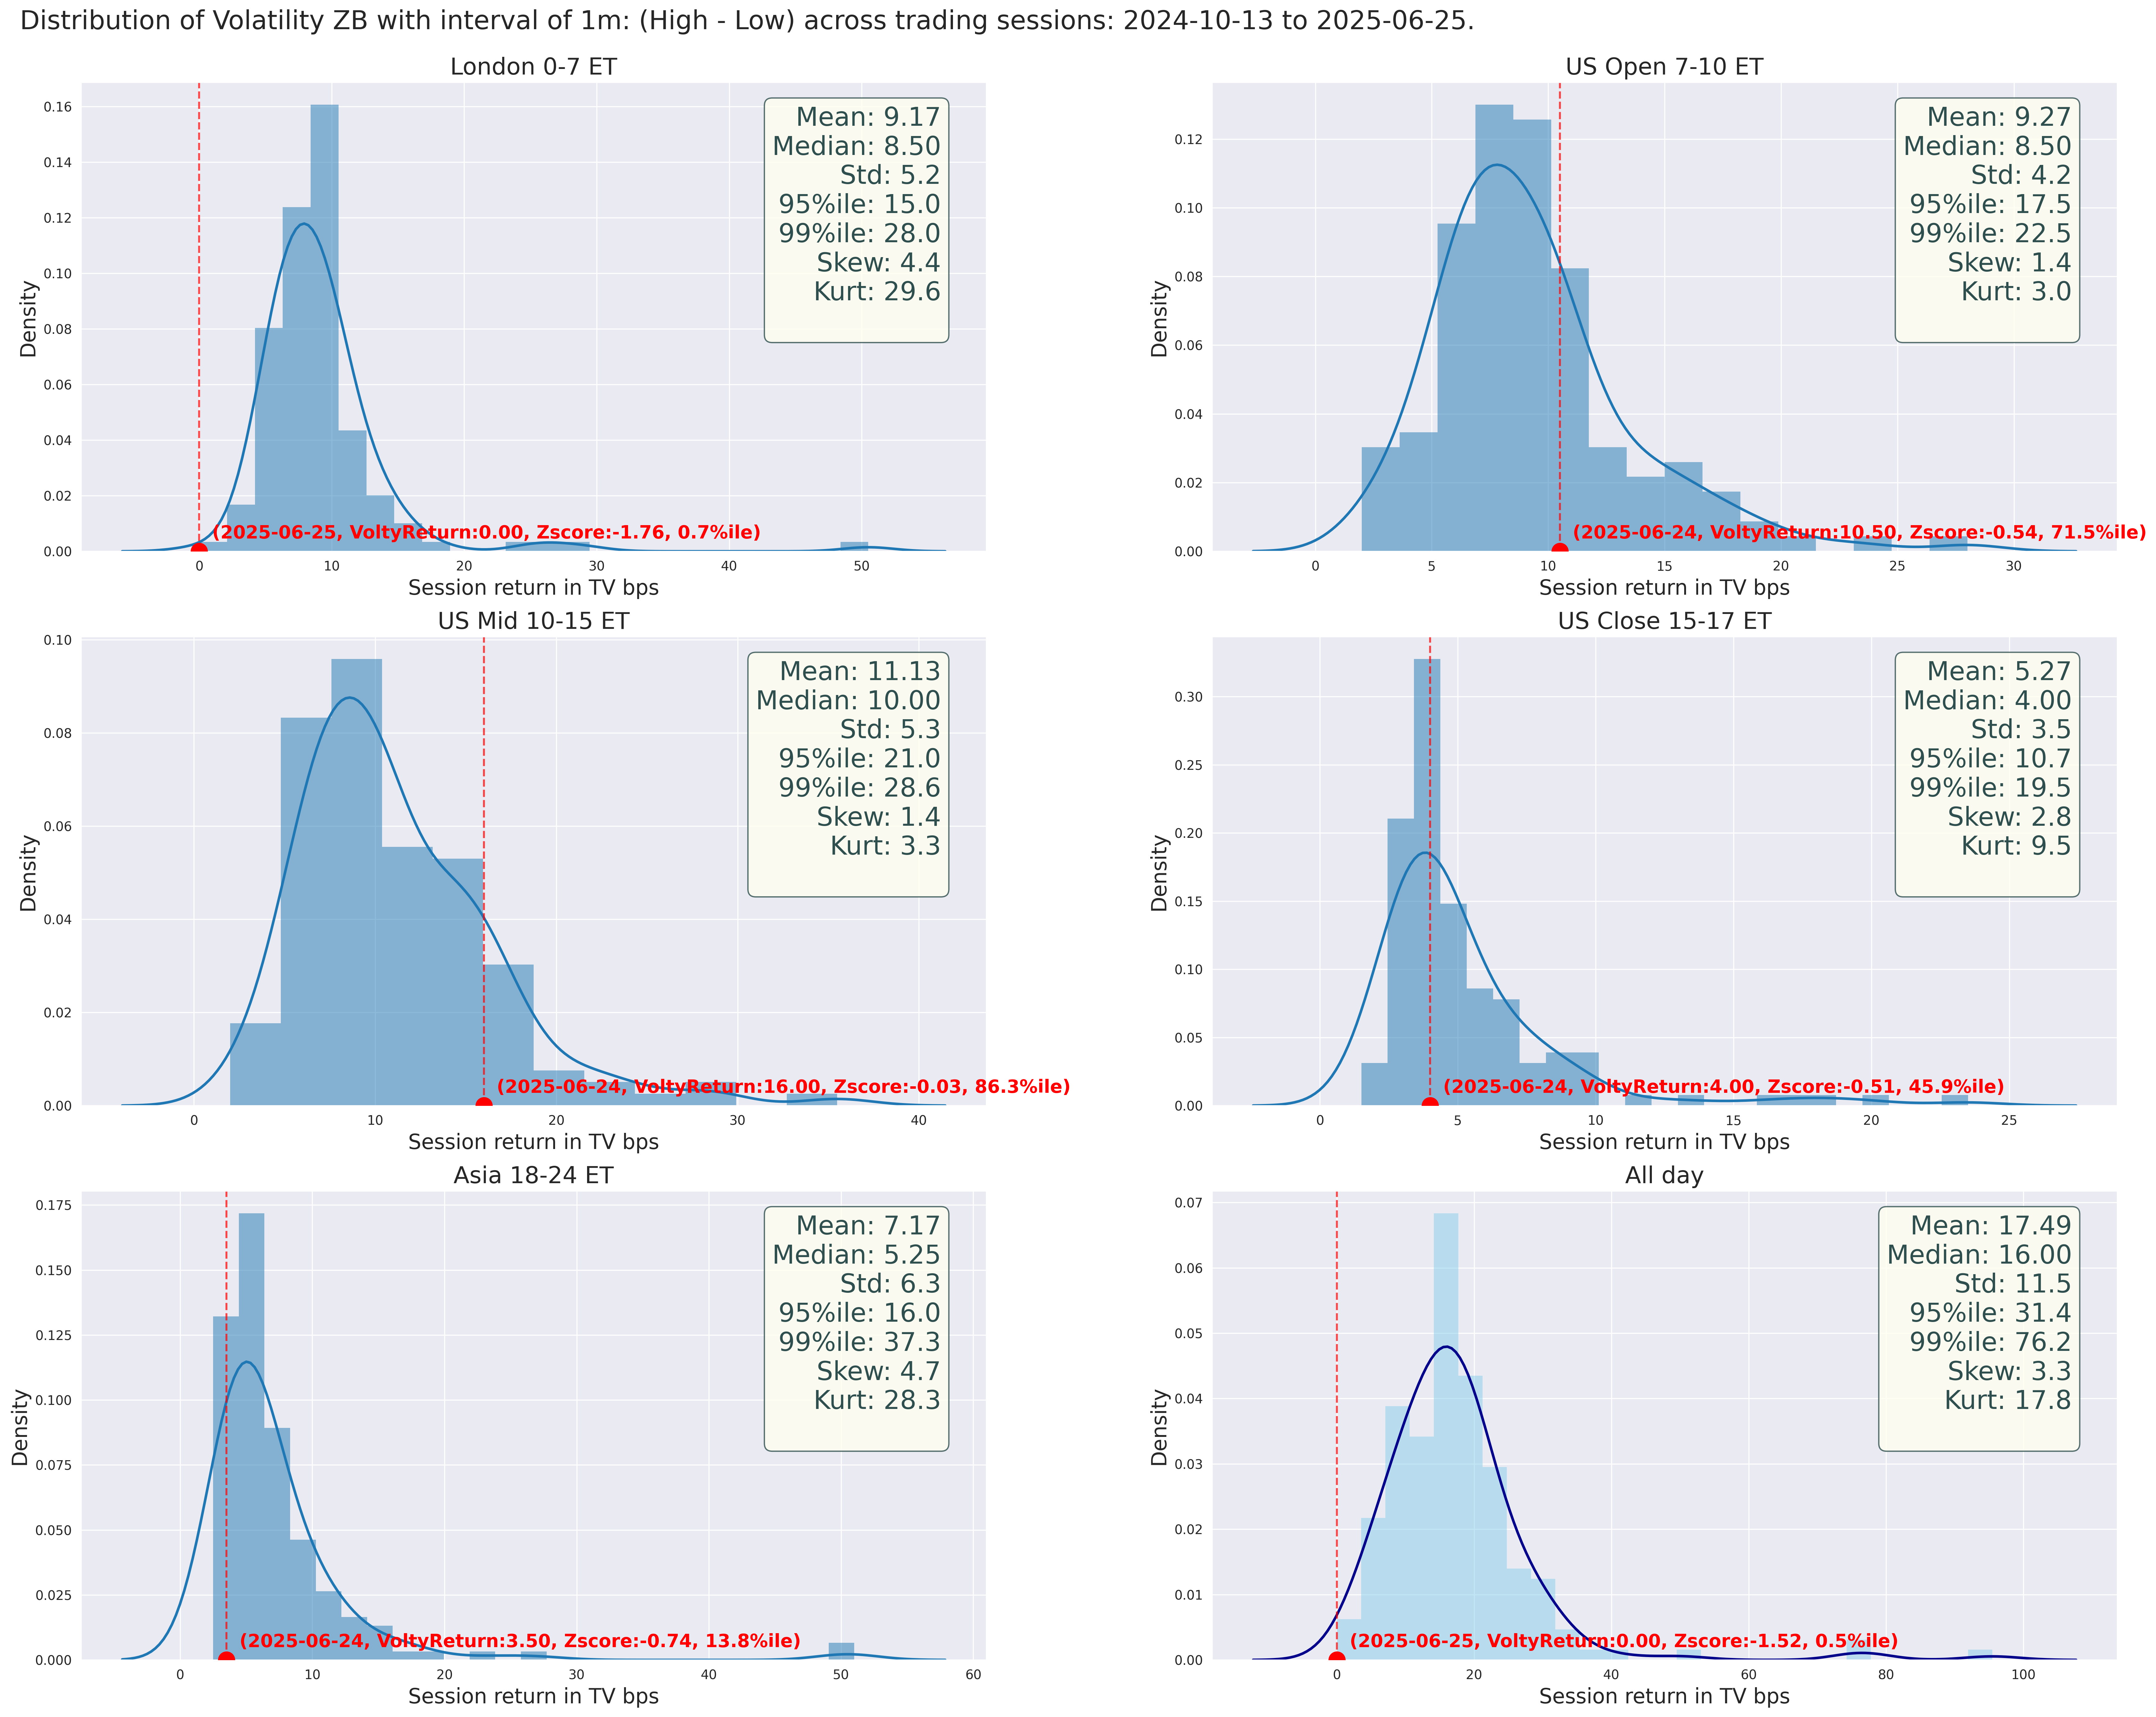 Distribution of Volatility ZB with interval of 1m: (High - Low) across trading sessions: 2024-10-13 to 2025-06-25.
London 0-7 ET
Density
0.16
0.14
0.12
0.10
0.08
0.06
0.04
0.02
0.00
Mean: 9.17
Median: 8.50
Std: 5.2
95%ile: 15.0
99%ile: 28.0
Skew: 4.4
Kurt: 29.6
(2025-06-25, VoltyReturn:0.00, Zscore:-1.76, 0.7%ile)
0 10 20 30 40 50
Session return in TV bps
US Open 7-10 ET
Density
0.12
0.10
0.08
0.06
0.04
0.02
0.00
Mean: 9.27
Median: 8.50
Std: 4.2
95%ile: 17.5
99%ile: 22.5
Skew: 1.4
Kurt: 3.0
(2025-06-24, VoltyReturn:10.50, Zscore:-0.54, 71.5%ile)
0 5 10 15 20 25 30
Session return in TV bps
US Mid 10-15 ET
Density
0.10
0.08
0.06
0.04
0.02
0.00
Mean: 11.13
Median: 10.00
Std: 5.3
95%ile: 21.0
99%ile: 28.6
Skew: 1.4
Kurt: 3.3
(2025-06-24, VoltyReturn:16.00, Zscore:-0.03, 86.3%ile)
0 10 20 30 40
Session return in TV bps
US Close 15-17 ET
Density
0.30
0.25
0.20
0.15
0.10
0.05
0.00
Mean: 5.27
Median: 4.00
Std: 3.5
95%ile: 10.7
99%ile: 19.5
Skew: 2.8
Kurt: 9.5
(2025-06-24, VoltyReturn:4.00, Zscore:-0.51, 45.9%ile)
0 5 10 15 20 25
Session return in TV bps
Asia 18-24 ET
Density
0.175
0.150
0.125
0.100
0.075
0.050
0.025
0.000
Mean: 7.17
Median: 5.25
Std: 6.3
95%ile: 16.0
99%ile: 37.3
Skew: 4.7
Kurt: 28.3
(2025-06-24, VoltyReturn:3.50, Zscore:-0.74, 13.8%ile)
0 10 20 30 40 50 60
Session return in TV bps
All day
Density
0.07
0.06
0.05
0.04
0.03
0.02
0.01
0.00
Mean: 17.49
Median: 16.00
Std: 11.5
95%ile: 31.4
99%ile: 76.2
Skew: 3.3
Kurt: 17.8
(2025-06-25, VoltyReturn:0.00, Zscore:-1.52, 0.5%ile)
0 20 40 60 80 100
Session return in TV bps